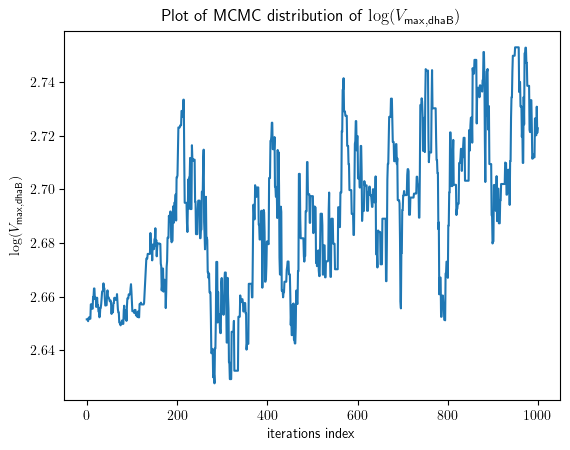 Plot of MCMC distribution of log(V_max,dhaB)
log(V_max,dhaB)
2.74
2.72
2.70
2.68
2.66
2.64
0 200 400 600 800 1000
iterations index